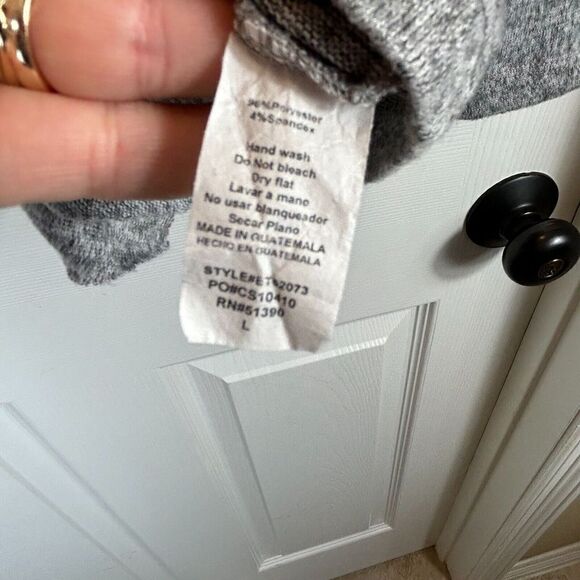 96%Polyester
4%Spandex
Hand wash
Do Not bleach
Dry flat
Lavar a mano
No usar blanqueador
Secar Plano
MADE IN GUATEMALA
HECHO EN GUATEMALA
PO#CS10410
RN#51390
L